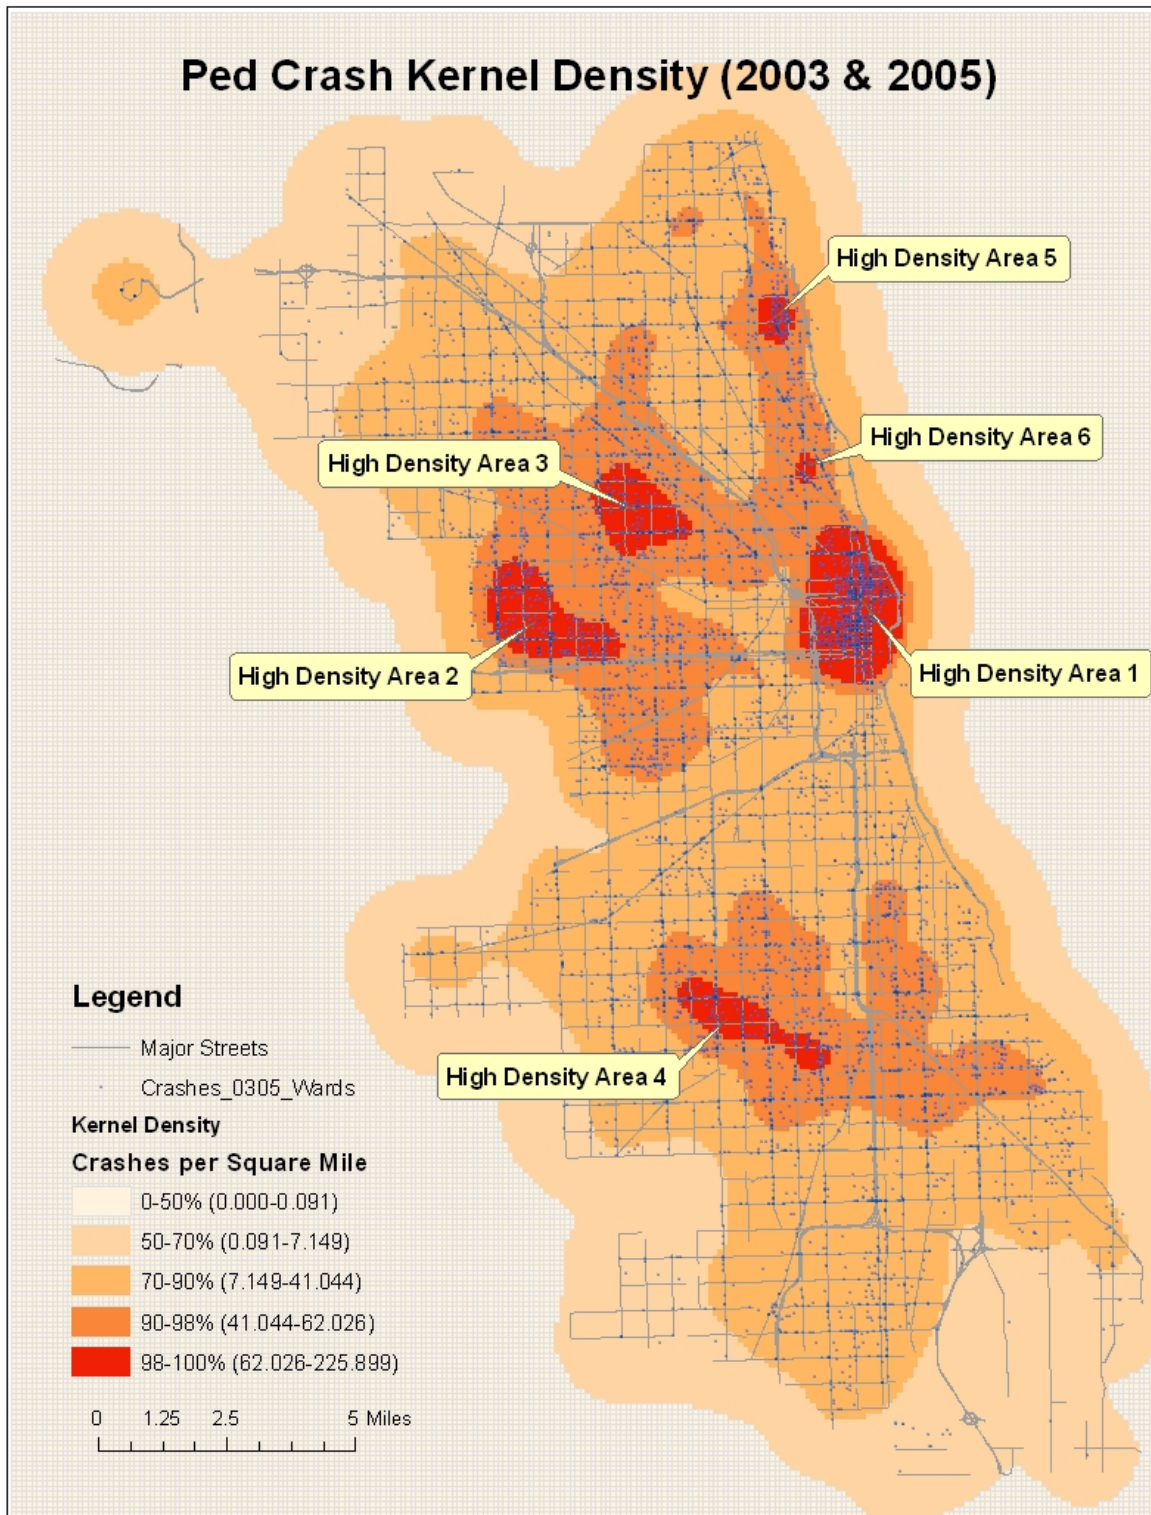 Ped Crash Kernel Density (2003 & 2005)
High Density Area 5
High Density Area 6
High Density Area 3
High Density Area 2
High Density Area 1
High Density Area 4
Legend
Major Streets
Crashes_0305_Wards
Kernel Density
Crashes per Square Mile
0-50% (0.000-0.091)
50-70% (0.091-7.149)
70-90% (7.149-41.044)
90-98% (41.044-62.026)
98-100% (62.026-225.899)
0 1.25 2.5 5 Miles